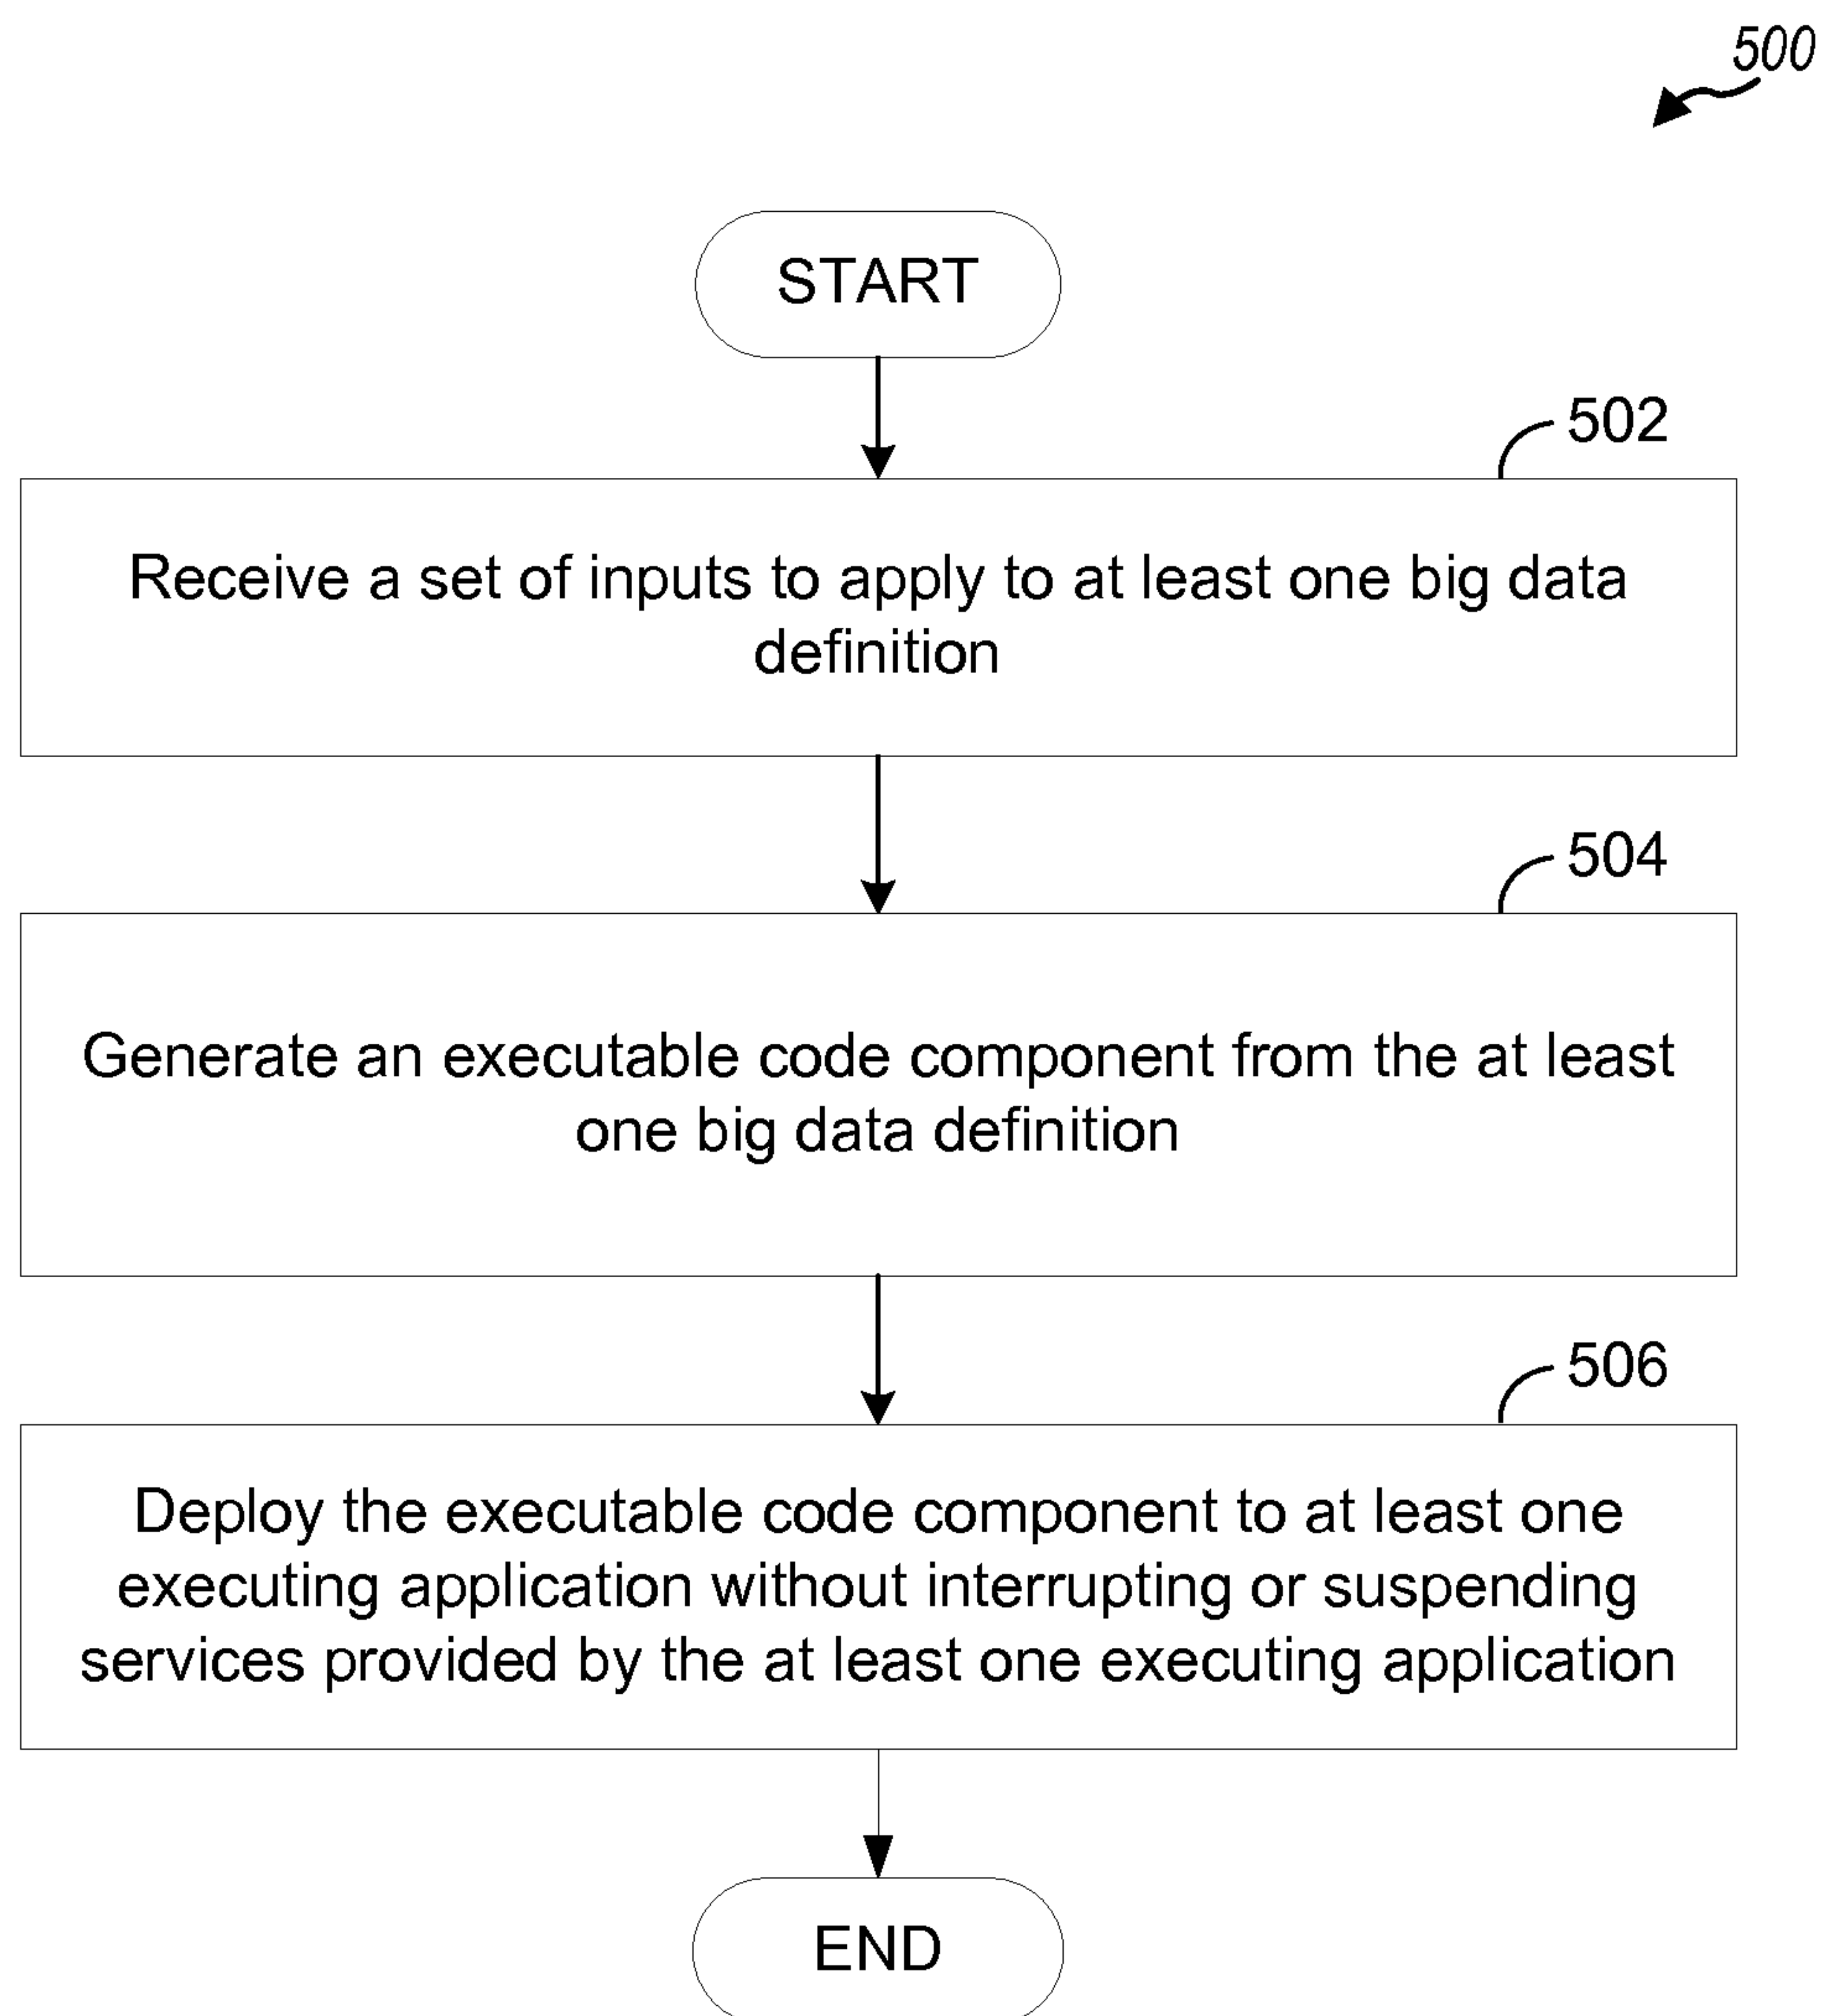 500
START
502
Receive a set of inputs to apply to at least one big data
definition
504
Generate an executable code component from the at least
one big data definition
506
Deploy the executable code component to at least one
executing application without interrupting or suspending
services provided by the at least one executing application
END